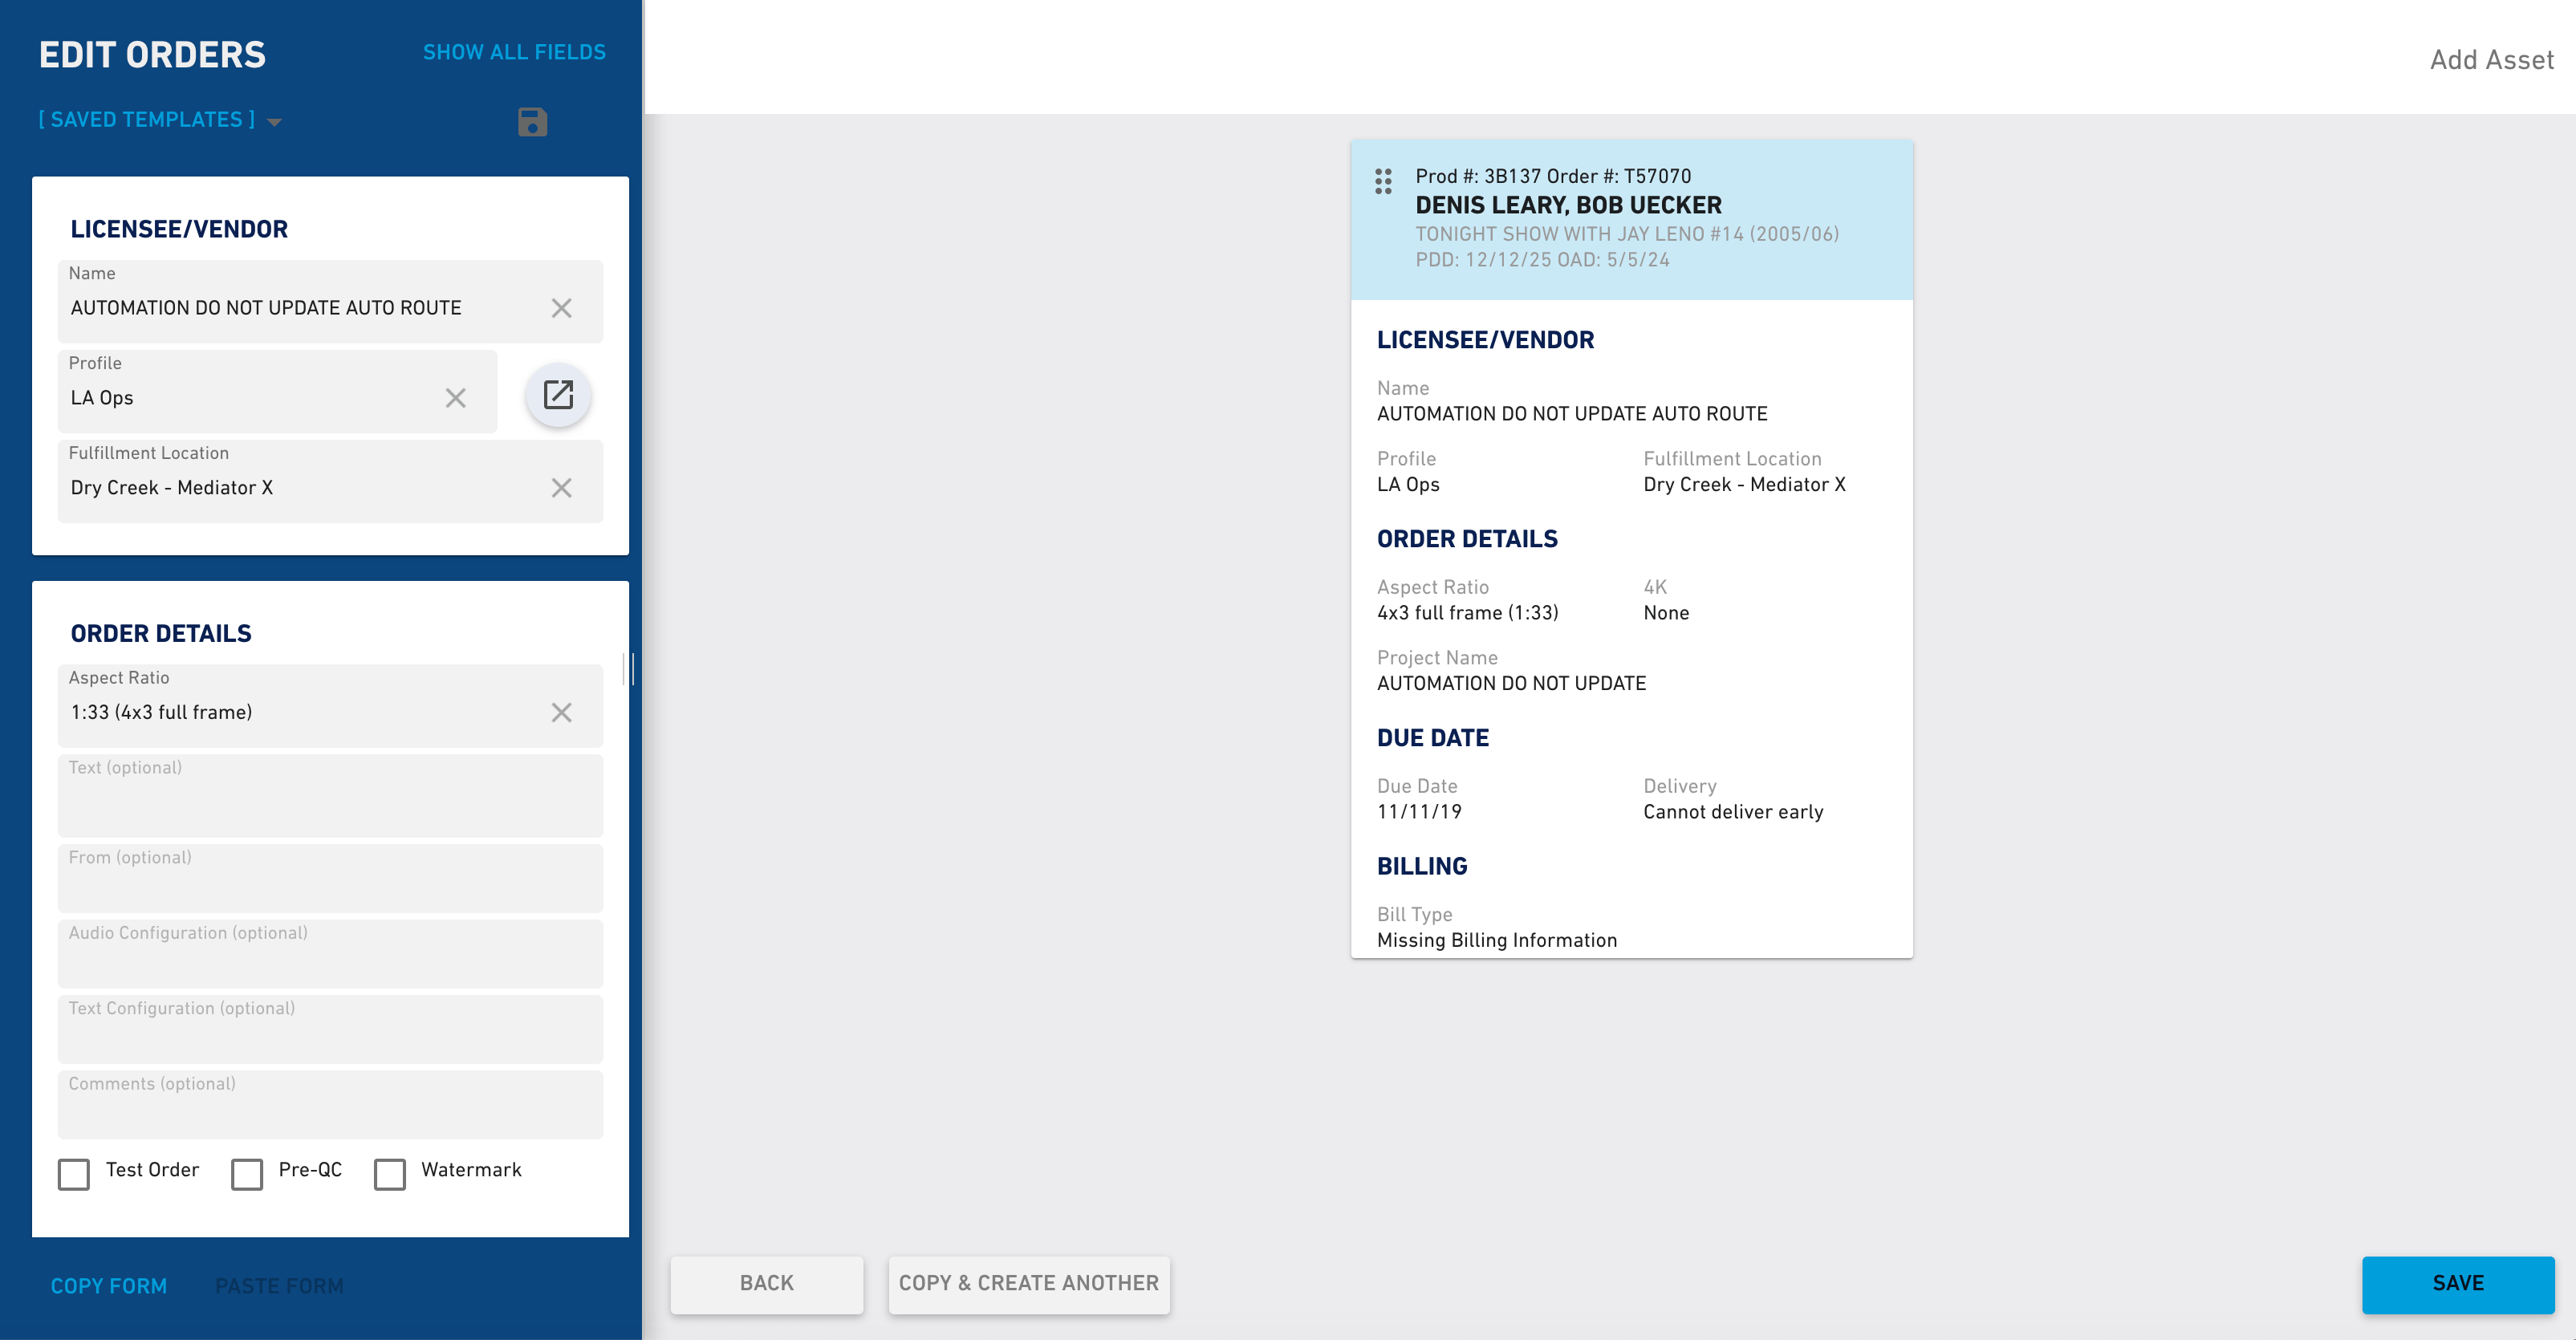 EDIT ORDERS
SHOW ALL FIELDS
[ SAVED TEMPLATES ]
LICENSEE/VENDOR
Name
AUTOMATION DO NOT UPDATE AUTO ROUTE
Profile
LA Ops
Fulfillment Location
Dry Creek - Mediator X
ORDER DETAILS
Aspect Ratio
1:33 (4x3 full frame)
Text (optional)
From (optional)
Audio Configuration (optional)
Text Configuration (optional)
Comments (optional)
Test Order Pre-QC Watermark
COPY FORM PASTE FORM
Add Asset
Prod #: 3B137 Order #: T57070
DENIS LEARY, BOB UECKER
TONIGHT SHOW WITH JAY LENO #14 (2005/06)
PDD: 12/12/25 OAD: 5/5/24
LICENSEE/VENDOR
Name
AUTOMATION DO NOT UPDATE AUTO ROUTE
Profile Fulfillment Location
LA Ops Dry Creek - Mediator X
ORDER DETAILS
Aspect Ratio 4K
4x3 full frame (1:33) None
Project Name
AUTOMATION DO NOT UPDATE
DUE DATE
Due Date Delivery
11/11/19 Cannot deliver early
BILLING
Bill Type
Missing Billing Information
BACK
COPY & CREATE ANOTHER
SAVE